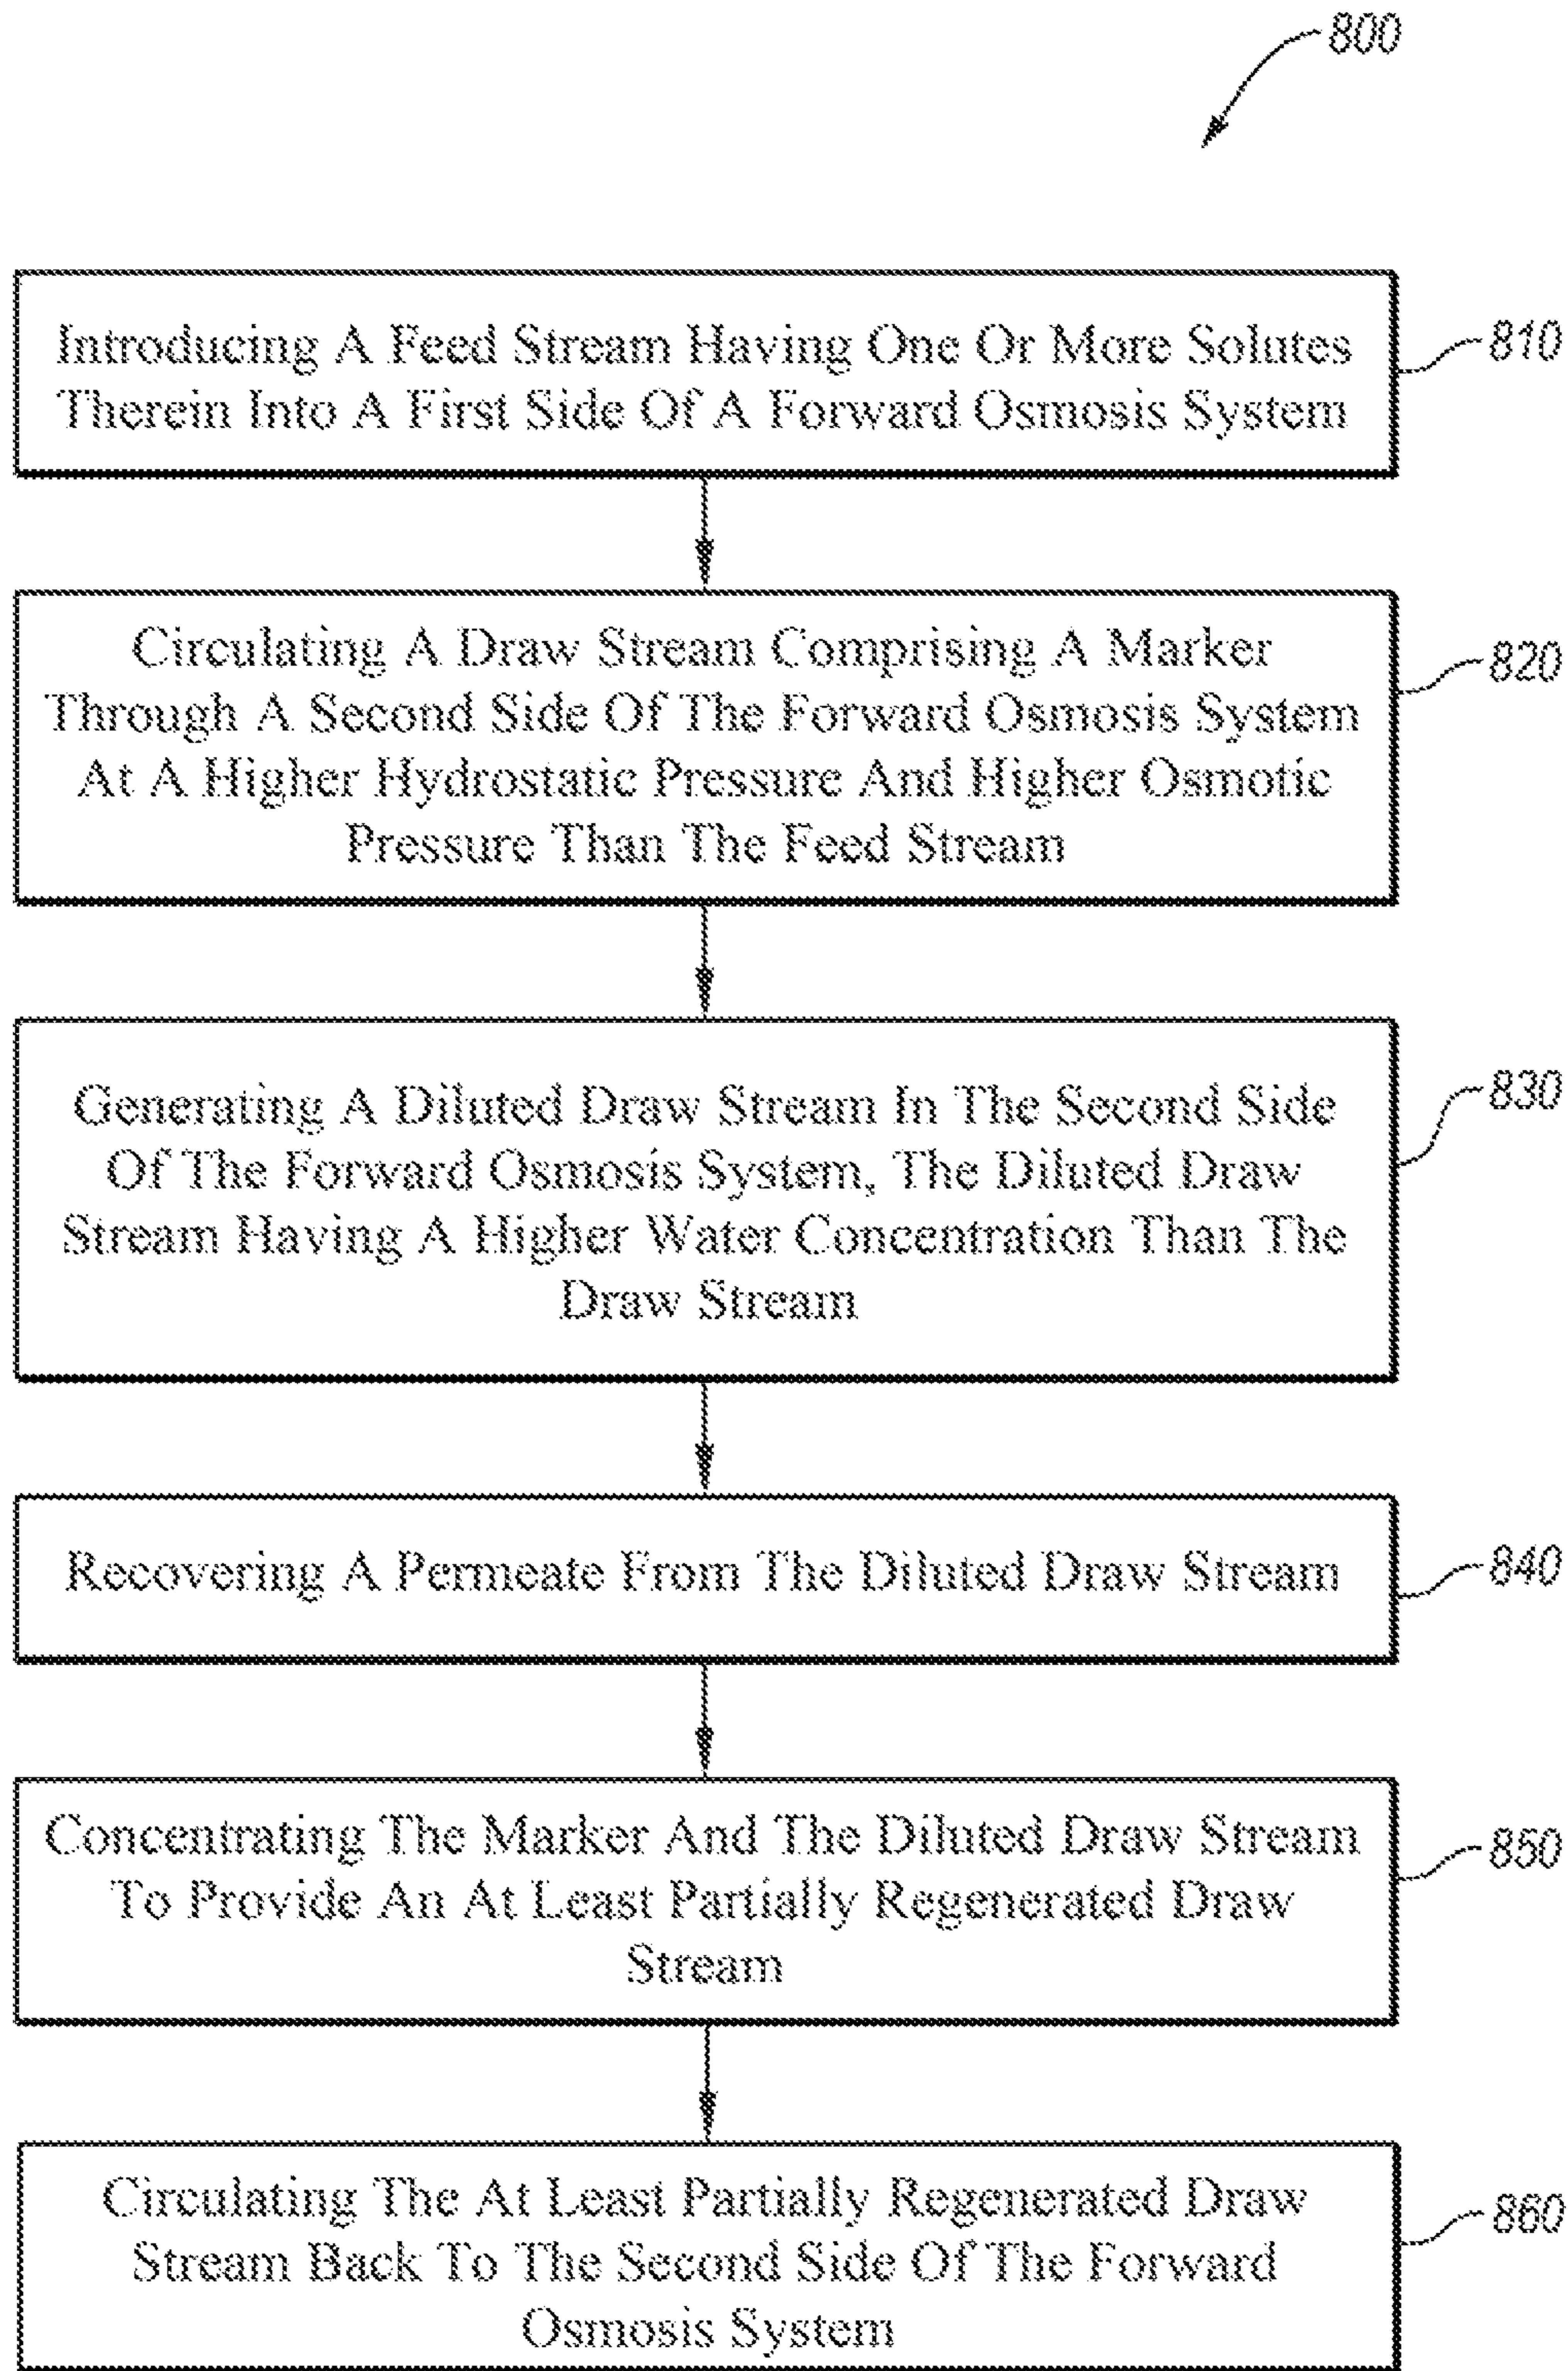 800
Introducing A Feed Stream Having One Or More Solutes
Therein Into A First Side Of A Forward Osmosis System
810
Circulating A Draw Stream Comprising A Marker
Through A Second Side Of The Forward Osmosis System
At A Higher Hydrostatic Pressure And Higher Osmotic
Pressure Than The Feed Stream
820
Generating A Diluted Draw Stream In The Second Side
Of The Forward Osmosis System, The Diluted Draw
Stream Having A Higher Water Concentration Than The
Draw Stream
830
Recovering A Permeate From The Diluted Draw Stream
840
Concentrating The Marker And The Diluted Draw Stream
To Provide An At Least Partially Regenerated Draw
Stream
850
Circulating The At Least Partially Regenerated Draw
Stream Back To The Second Side Of The Forward
Osmosis System
860